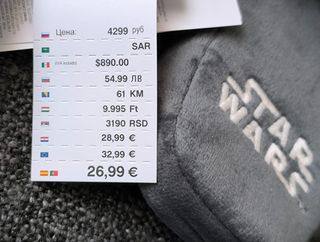 Цена: 4299 руб
SAR
$890.00
54.99 ЛВ
61 KM
9.995 Ft
3190 RSD
28,99 €
32,99 €
26,99 €
STAR
WARS